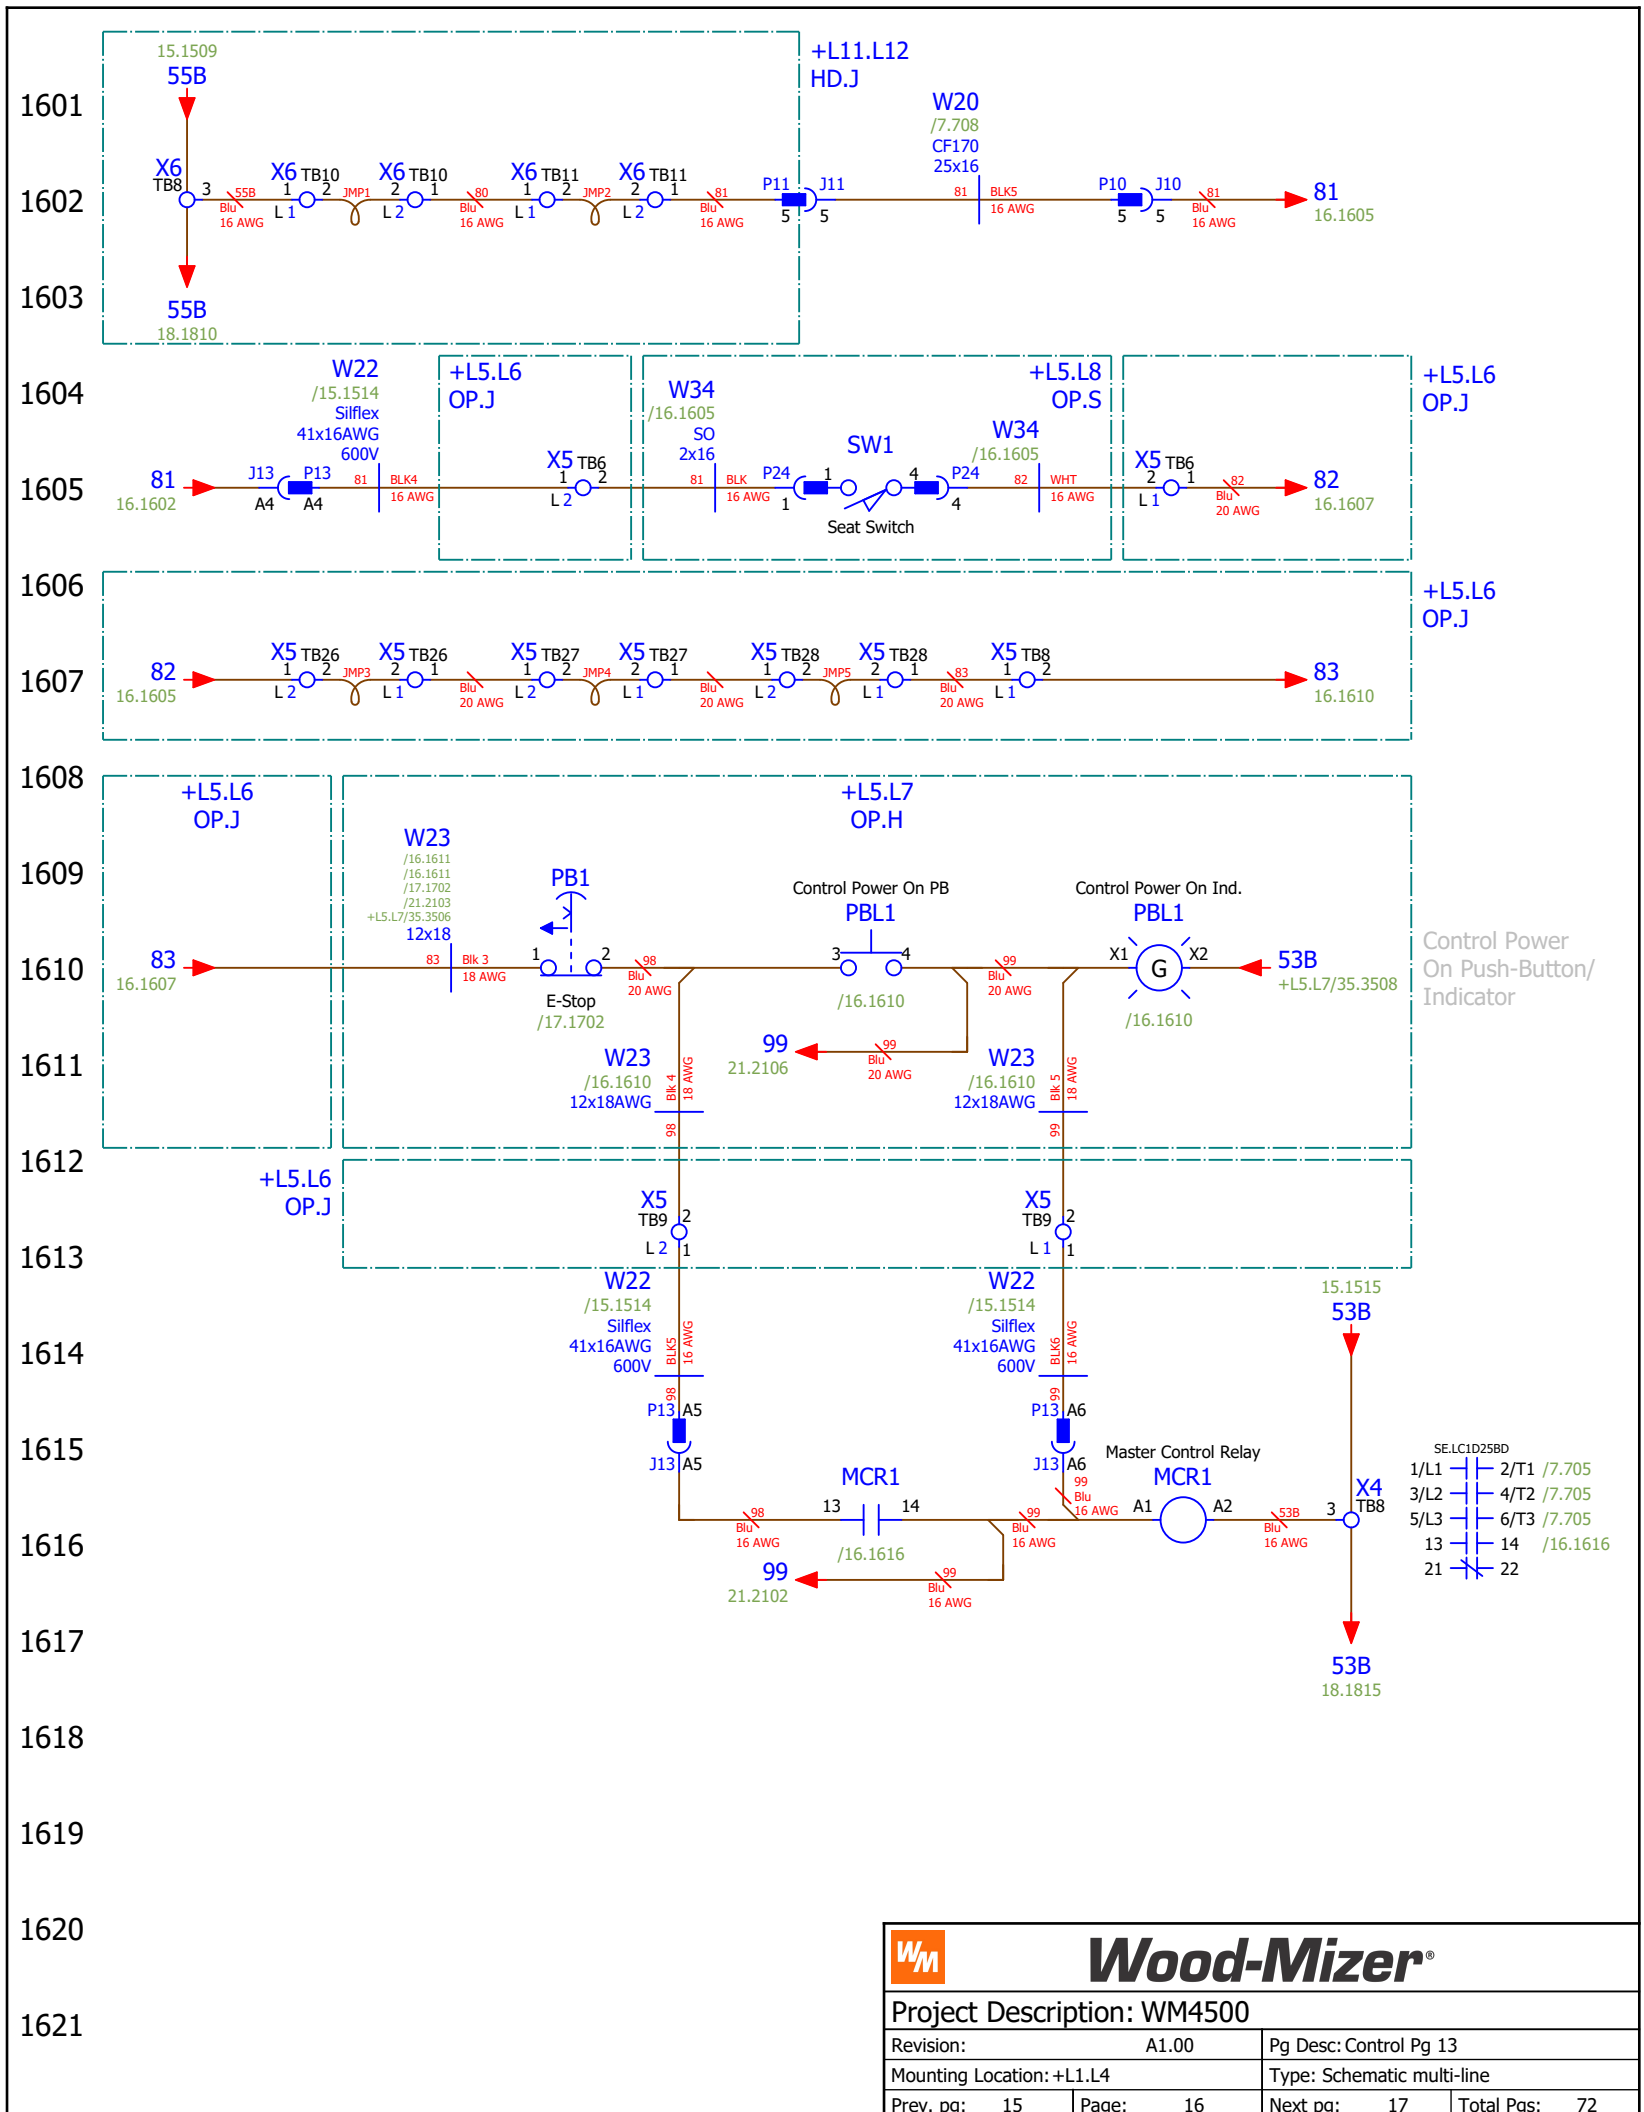 15.1509
55B
+L11.L12
HD.J
1601
W20
/7.708
CF170
25x16
X6
TB8
3
55B
Blu
16 AWG
X6 TB10
1 2
L 1
JMP1
X6 TB10
2 1
L 2
80
Blu
16 AWG
X6 TB11
1 2
L 1
JMP2
X6 TB11
2 1
L 2
81
Blu
16 AWG
P11 J11
5 5
81 BLK5
16 AWG
P10 J10
5 5
81
Blu
16 AWG
81
16.1605
1602
1603
55B
18.1810
1604
W22
/15.1514
Silflex
41x16AWG
600V
+L5.L6
OP.J
W34
/16.1605
SO
2x16
+L5.L8
OP.S
SW1
W34
/16.1605
+L5.L6
OP.J
1605
81
16.1602
J13 P13
A4 A4
81 BLK4
16 AWG
X5 TB6
1 2
L 2
81 BLK
16 AWG
P24
1
1
4
P24
4
Seat Switch
82 WHT
16 AWG
X5 TB6
2 1
L 1
82
Blu
20 AWG
82
16.1607
1606
+L5.L6
OP.J
1607
82
16.1605
X5 TB26
1 2
L 2
JMP3
X5 TB26
2 1
L 1
Blu
20 AWG
X5 TB27
1 2
L 2
JMP4
X5 TB27
2 1
L 1
Blu
20 AWG
X5 TB28
1 2
L 2
JMP5
X5 TB28
2 1
L 1
83
Blu
20 AWG
X5 TB8
1 2
L 1
83
16.1610
1608
+L5.L6
OP.J
+L5.L7
OP.H
1609
W23
/16.1611
/16.1611
/17.1702
/21.2103
+L5.L7/35.3506
12x18
PB1
Control Power On PB
PBL1
Control Power On Ind.
PBL1
1610
83
16.1607
83 Blk 3
18 AWG
1 2
E-Stop
/17.1702
98
Blu
20 AWG
3 4
/16.1610
99
Blu
20 AWG
X1 G X2
/16.1610
53B
+L5.L7/35.3508
Control Power
On Push-Button/
Indicator
1611
W23
/16.1610
12x18AWG
Blk 4
18 AWG
98
99
21.2106
99
Blu
20 AWG
W23
/16.1610
12x18AWG
Blk 5
18 AWG
99
1612
+L5.L6
OP.J
X5
TB9
2
L 2
1
X5
TB9
2
L 1
1
1613
W22
/15.1514
Silflex
41x16AWG
600V
BLK5
16 AWG
98
W22
/15.1514
Silflex
41x16AWG
600V
BLK6
16 AWG
99
15.1515
53B
1614
P13 A5
J13 A5
P13 A6
J13 A6
1615
MCR1
Master Control Relay
MCR1
98
Blu
16 AWG
13 14
/16.1616
99
Blu
16 AWG
99
Blu
16 AWG
A1 A2
53B
Blu
16 AWG
X4
TB8
3
SE.LC1D25BD
1/L1 2/T1 /7.705
3/L2 4/T2 /7.705
5/L3 6/T3 /7.705
13 14 /16.1616
21 22
1616
99
21.2102
99
Blu
16 AWG
1617
53B
18.1815
1618
1619
1620
1621
WM
Wood-Mizer®
Project Description: WM4500
Revision: A1.00
Pg Desc: Control Pg 13
Mounting Location: +L1.L4
Type: Schematic multi-line
Prev. pg: 15
Page: 16
Next pg: 17
Total Pgs: 72